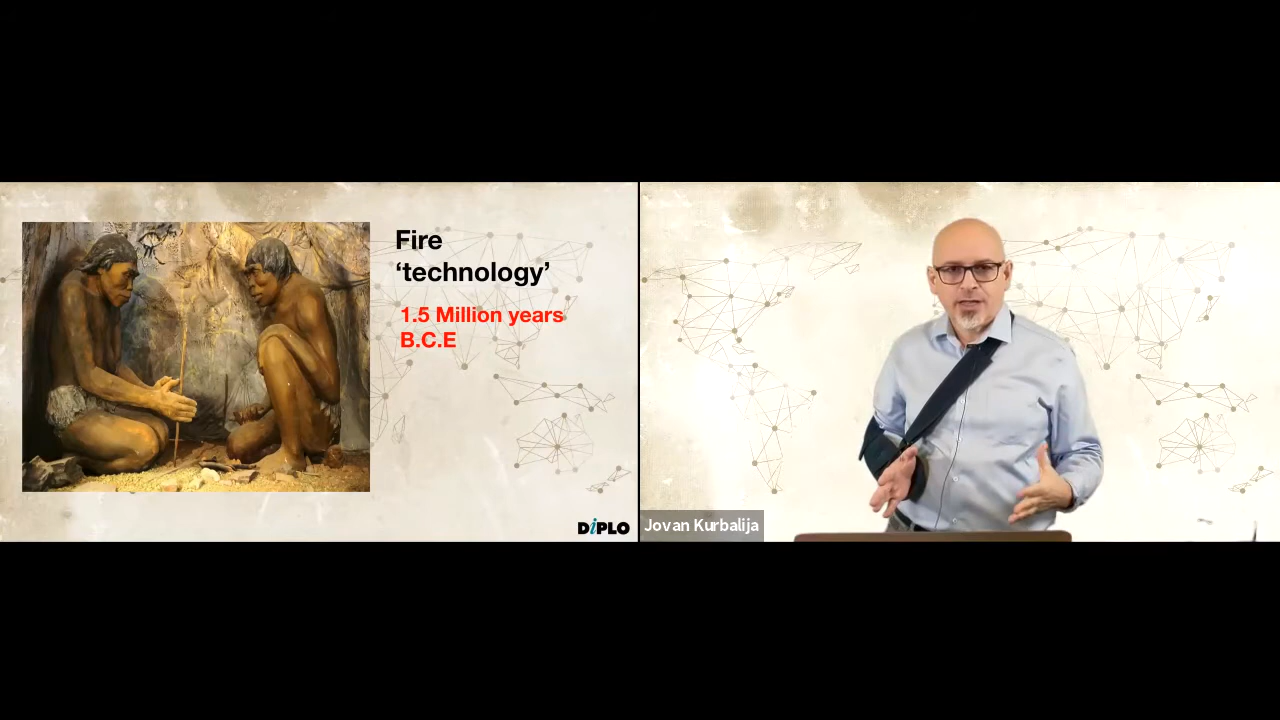 Fire
‘technology’
1.5 Million years
B.C.E
DiPLO
Jovan Kurbalija